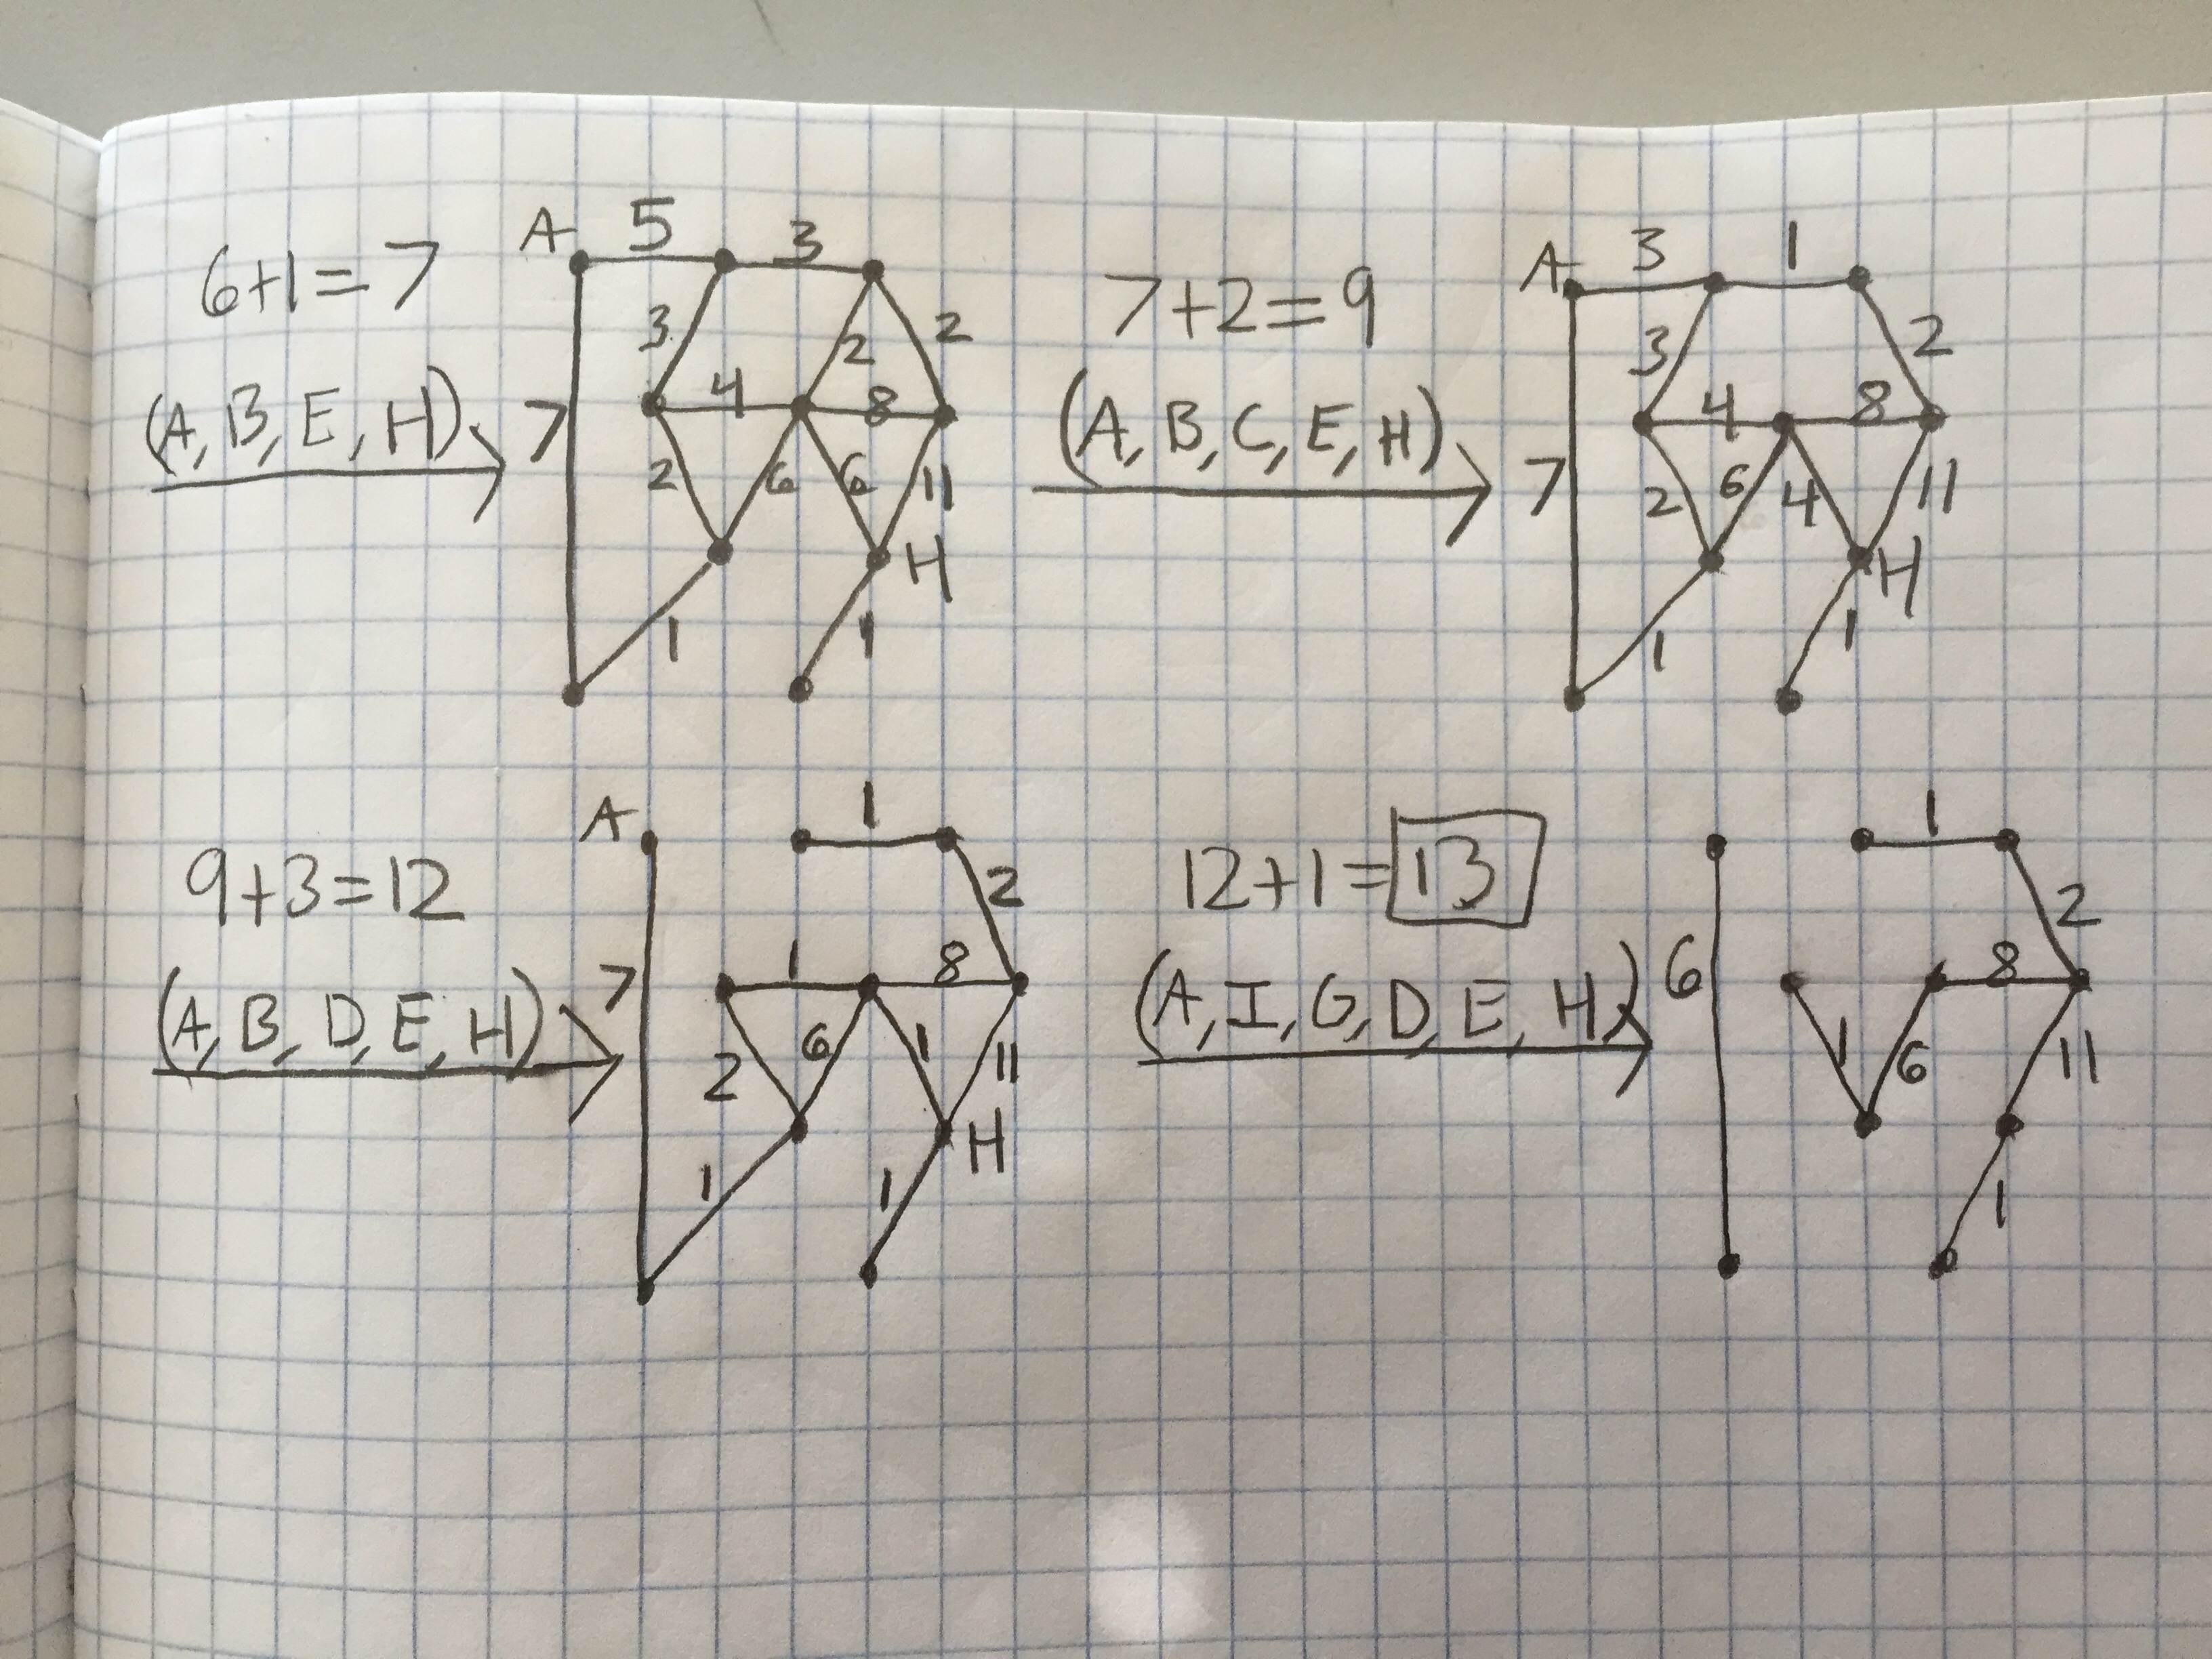 6+1=7
(A, B, E, H)
A 5 3
3 2 2
7 4 8
2 6 6 11
H
1 1
7+2=9
(A, B, C, E, H)
A 3 1
3 2
4 8
7 2 6 4 11
H
1 1
9+3=12
(A, B, D, E, H)
A 1
2
7 1 8
2 6 1 11
H
1 1
12+1=13
(A, I, G, D, E, H)
1
2
6 8
1 6 11
1